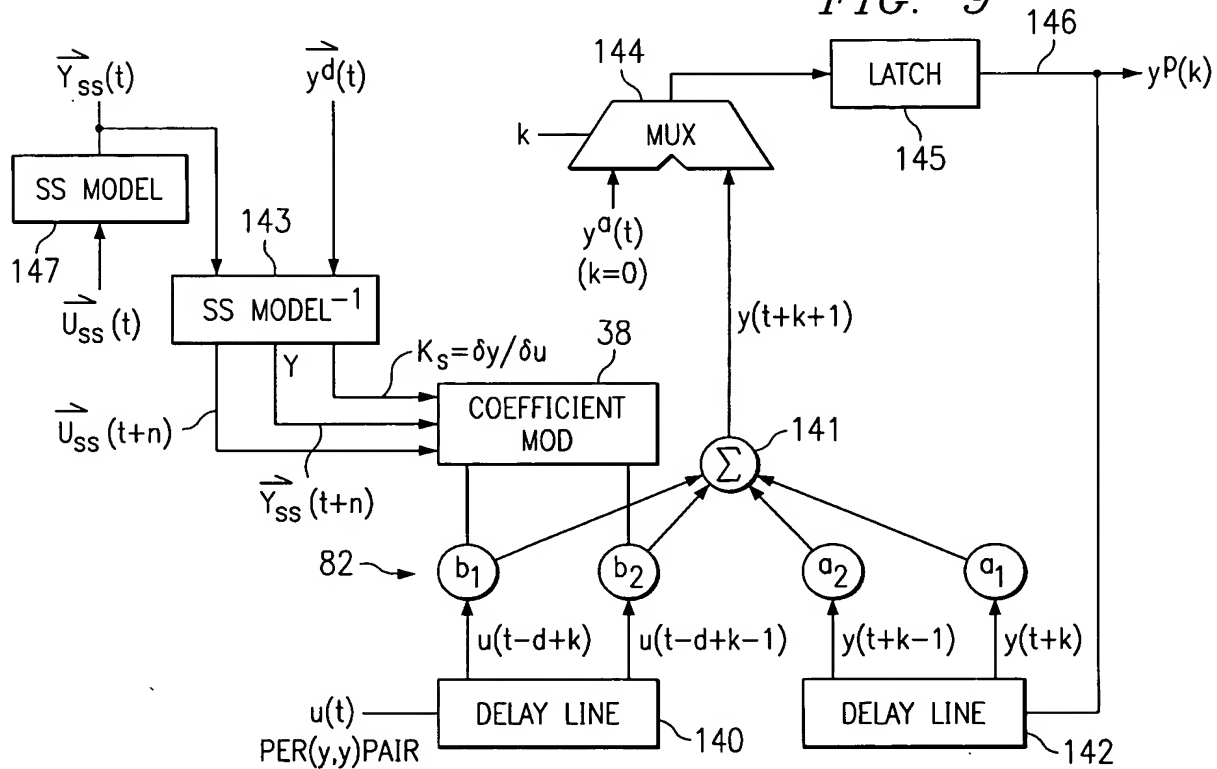 FIG. 9
146
144
Y⃗ss(t)
y⃗ᵈ(t)
LATCH
yᵖ(k)
k
MUX
145
SS MODEL
143
147
yᵃ(t)
(k=0)
SS MODEL⁻¹
U⃗ss(t)
y(t+k+1)
Y
Kₛ=δy/δu
38
COEFFICIENT
MOD
141
U⃗ss(t+n)
Σ
Y⃗ss(t+n)
82
b₁
b₂
a₂
a₁
u(t-d+k)
u(t-d+k-1)
y(t+k-1)
y(t+k)
u(t)
DELAY LINE
DELAY LINE
PER(y,y)PAIR
140
142